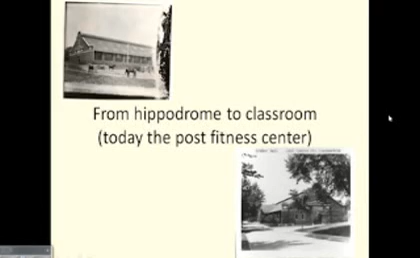 From hippodrome to classroom
(today the post fitness center)